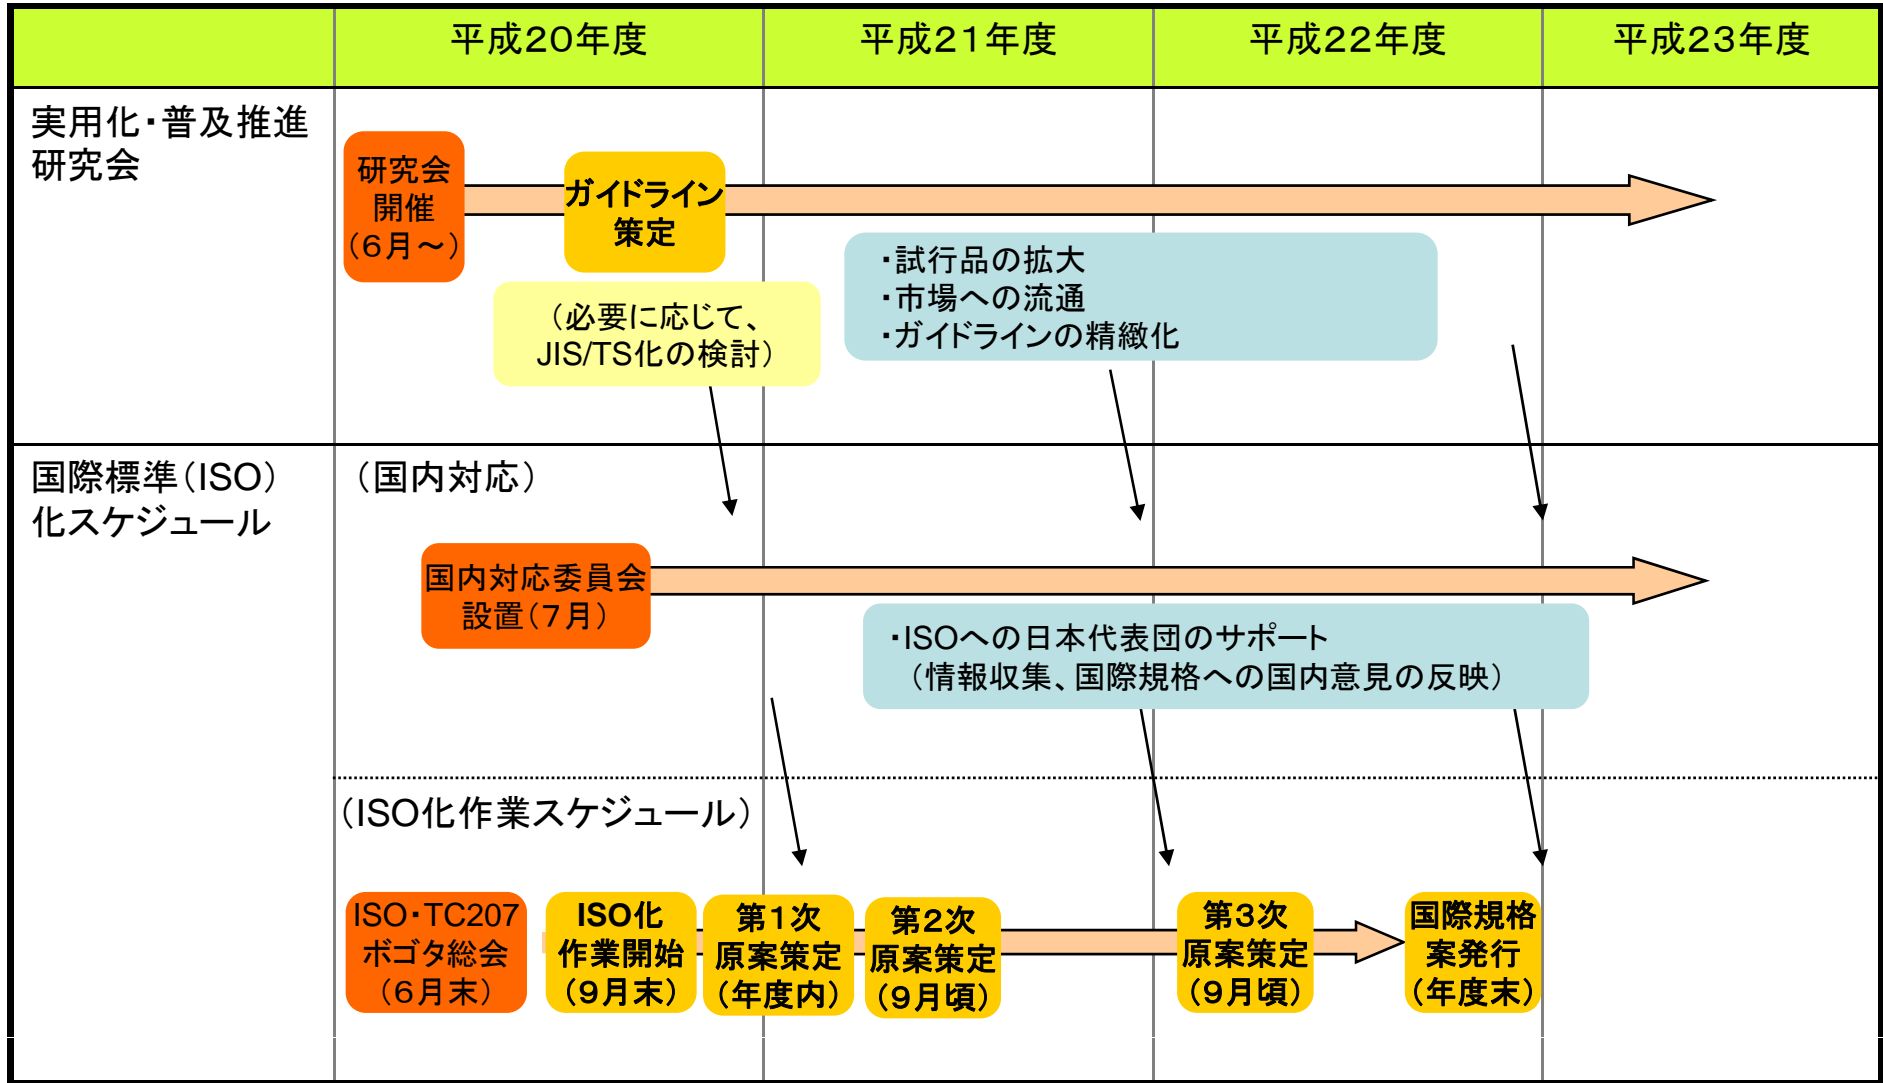 平成20年度
平成21年度
平成22年度
平成23年度
実用化・普及推進
研究会
研究会
開催
（6月～）
ガイドライン
策定
（必要に応じて、
JIS/TS化の検討）
・試行品の拡大
・市場への流通
・ガイドラインの精緻化
国際標準（ISO）
化スケジュール
（国内対応）
国内対応委員会
設置（7月）
・ISOへの日本代表団のサポート
（情報収集、国際規格への国内意見の反映）
（ISO化作業スケジュール）
ISO・TC207
ボゴタ総会
（6月末）
ISO化
作業開始
（9月末）
第1次
原案策定
（年度内）
第2次
原案策定
（9月頃）
第3次
原案策定
（9月頃）
国際規格
案発行
（年度末）